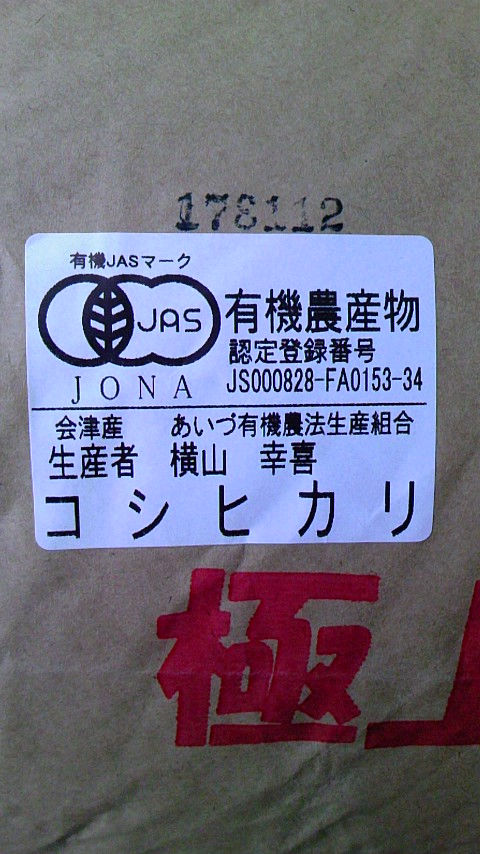 178112
有機JASマーク
JAS
有機農産物
認定登録番号
JONA
JS000828-FA0153-34
会津産 あいづ有機農法生産組合
生産者 横山 幸喜
コシヒカリ
極上